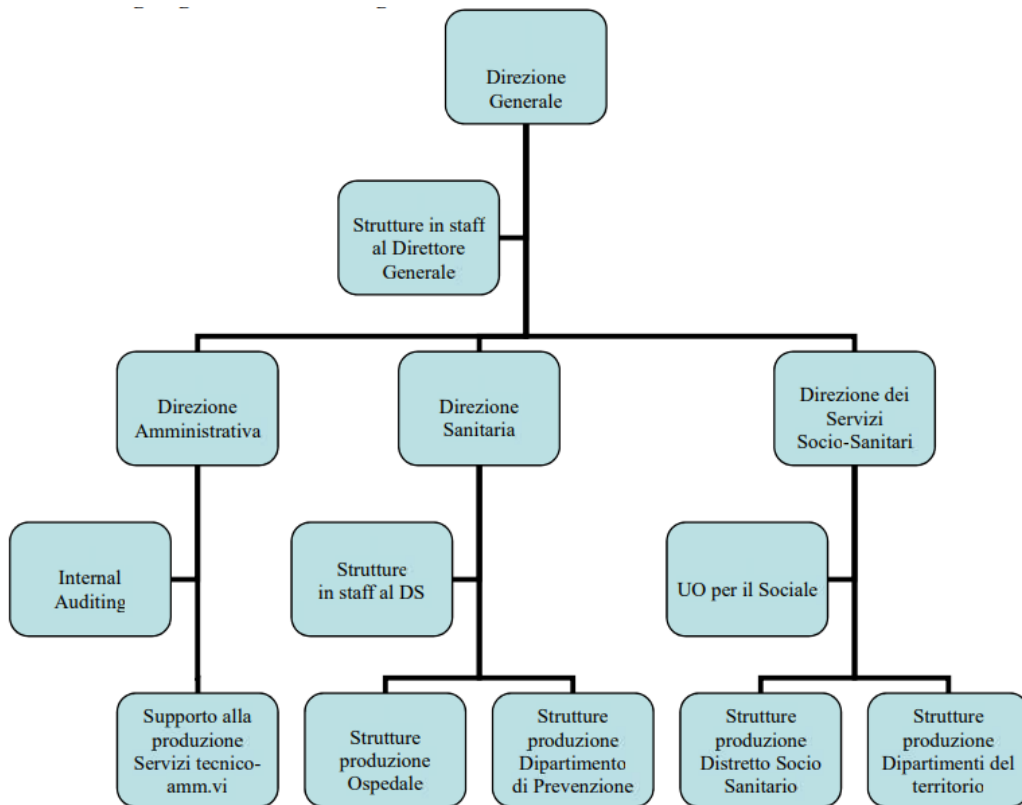 Direzione
Generale
Strutture in staff
al Direttore
Generale
Direzione
Amministrativa
Direzione
Sanitaria
Direzione dei
Servizi
Socio-Sanitari
Internal
Auditing
Strutture
in staff al DS
UO per il Sociale
Supporto alla
produzione
Servizi tecnico-
amm.vi
Strutture
produzione
Ospedale
Strutture
produzione
Dipartimento
di Prevenzione
Strutture
produzione
Distretto Socio
Sanitario
Strutture
produzione
Dipartimenti del
territorio